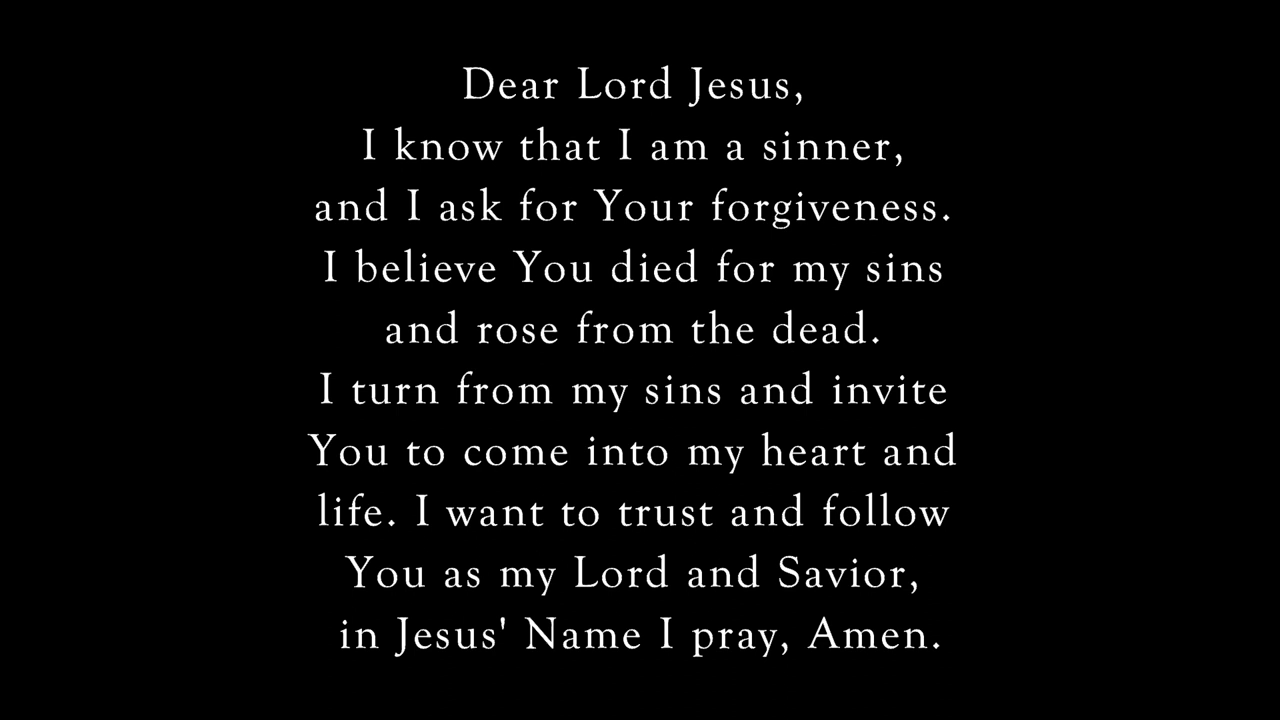 Dear Lord Jesus,
I know that I am a sinner,
and I ask for Your forgiveness.
I believe You died for my sins
and rose from the dead.
I turn from my sins and invite
You to come into my heart and
life. I want to trust and follow
You as my Lord and Savior,
in Jesus' Name I pray, Amen.